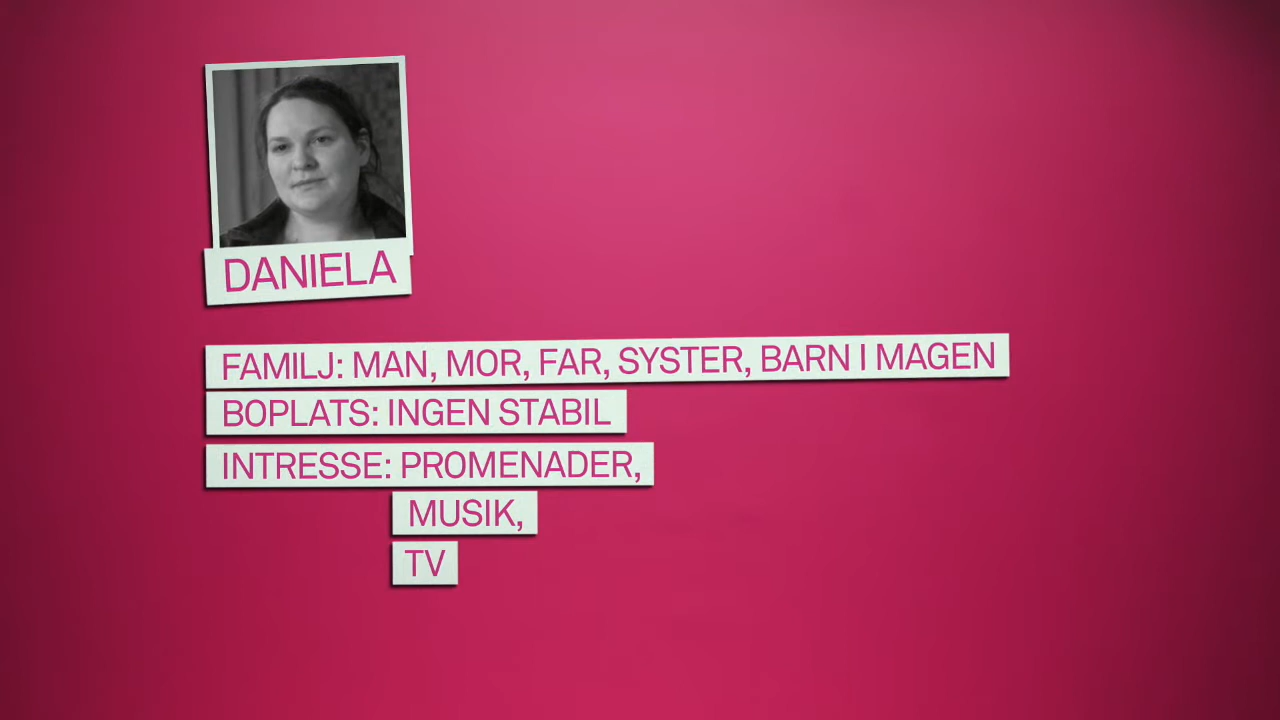 DANIELA
FAMILJ: MAN, MOR, FAR, SYSTER, BARN I MAGEN
BOPLATS: INGEN STABIL
INTRESSE: PROMENADER,
MUSIK,
TV